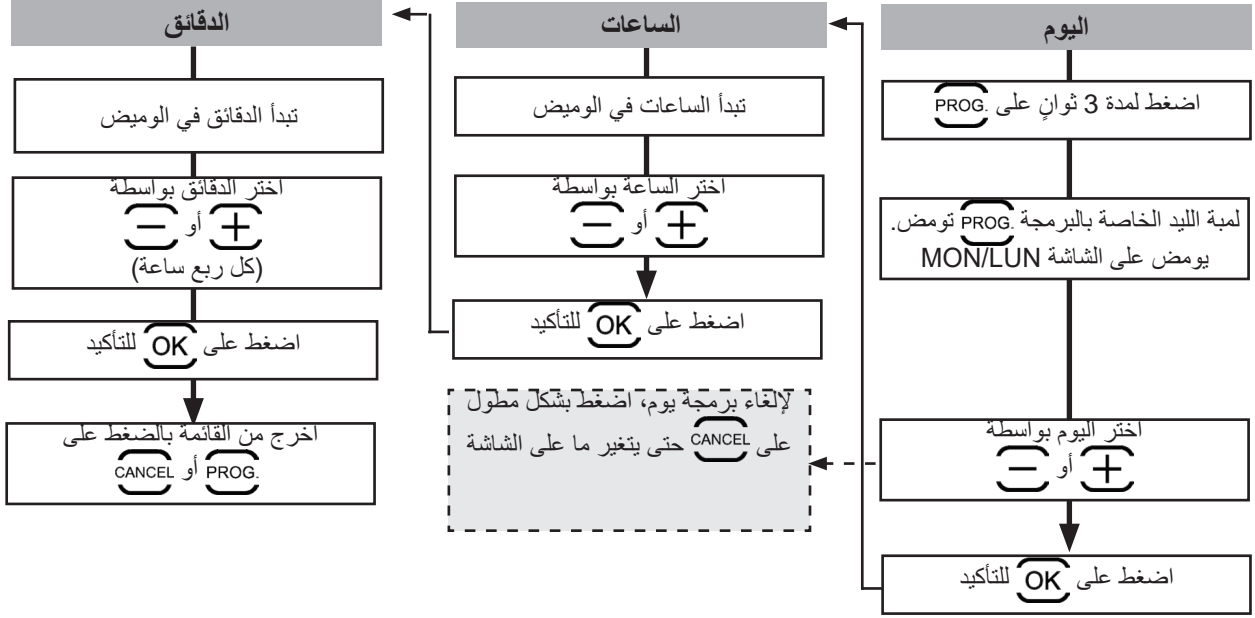 اليوم
اضغط لمدة 3 ثوانٍ على PROG.
لمبة الليد الخاصة بالبرمجة PROG. تومض.
يومض على الشاشة MON/LUN
اختر اليوم بواسطة
+ أو −
اضغط على OK للتأكيد
الساعات
تبدأ الساعات في الوميض
اختر الساعة بواسطة
+ أو −
اضغط على OK للتأكيد
لإلغاء برمجة يوم، اضغط بشكل مطول
على CANCEL حتى يتغير ما على الشاشة
الدقائق
تبدأ الدقائق في الوميض
اختر الدقائق بواسطة
+ أو −
(كل ربع ساعة)
اضغط على OK للتأكيد
اخرج من القائمة بالضغط على
PROG. أو CANCEL